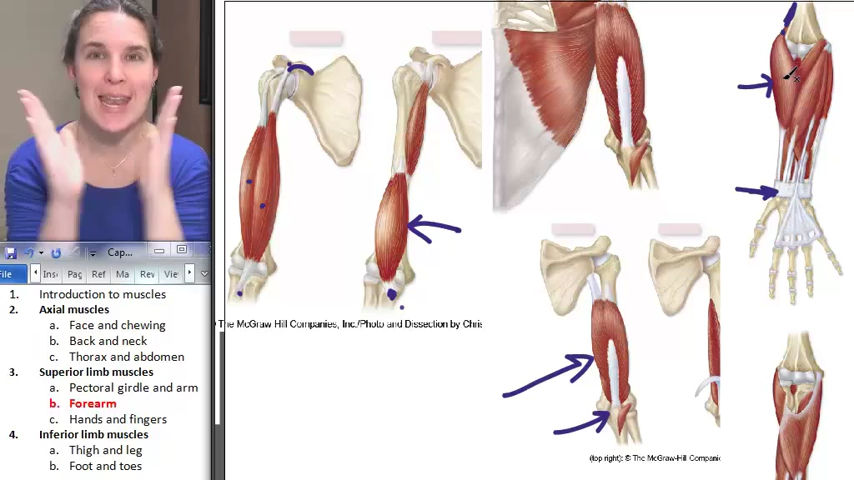 Cap...
File
Ins
Paç
Ref
Ma
Rev
Vie
1. Introduction to muscles
2. Axial muscles
a. Face and chewing
b. Back and neck
c. Thorax and abdomen
3. Superior limb muscles
a. Pectoral girdle and arm
b. Forearm
c. Hands and fingers
4. Inferior limb muscles
a. Thigh and leg
b. Foot and toes
The McGraw Hill Companies, Inc./Photo and Dissection by Chris
(top right): © The McGraw-Hill Companie